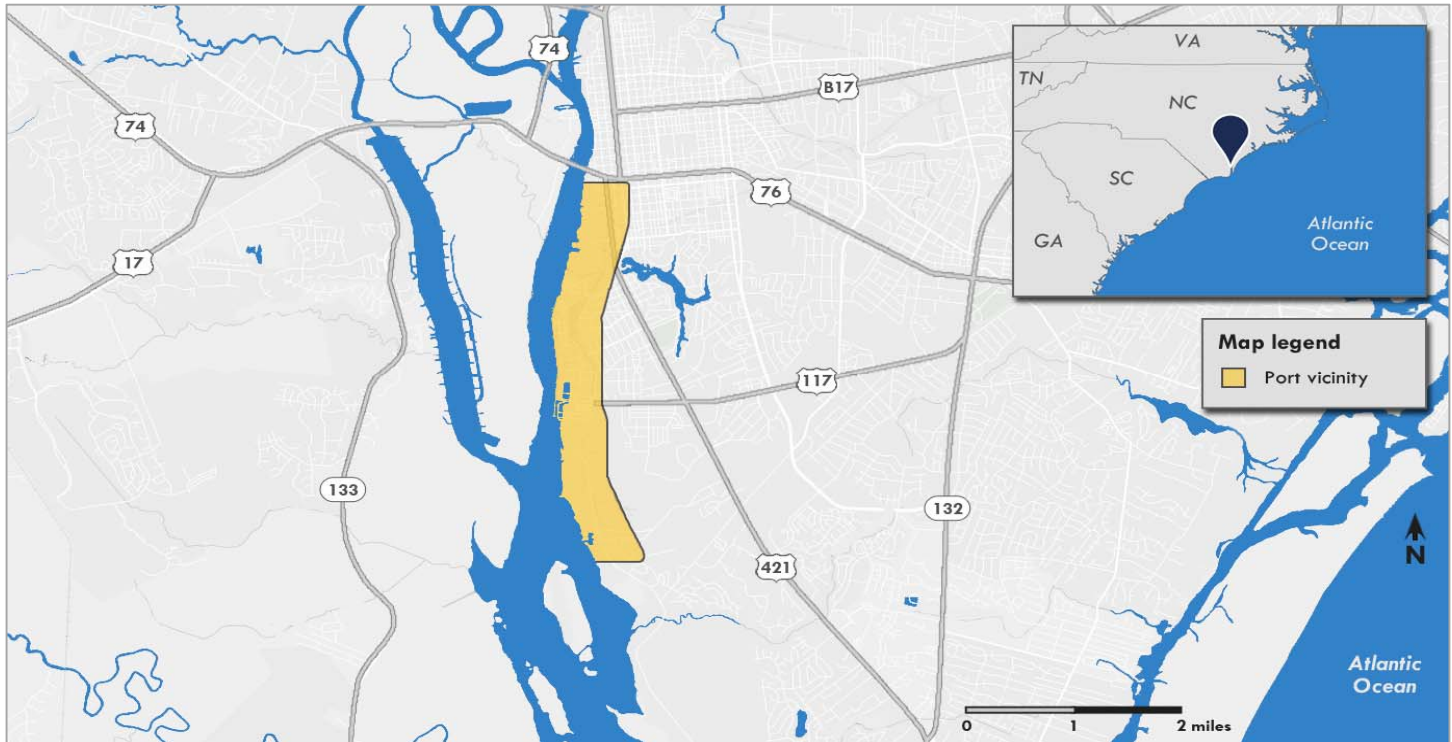 74
B17
74
76
17
117
133
132
421
VA
TN
NC
SC
GA
Atlantic
Ocean
Map legend
Port vicinity
N
Atlantic
Ocean
0 1 2 miles